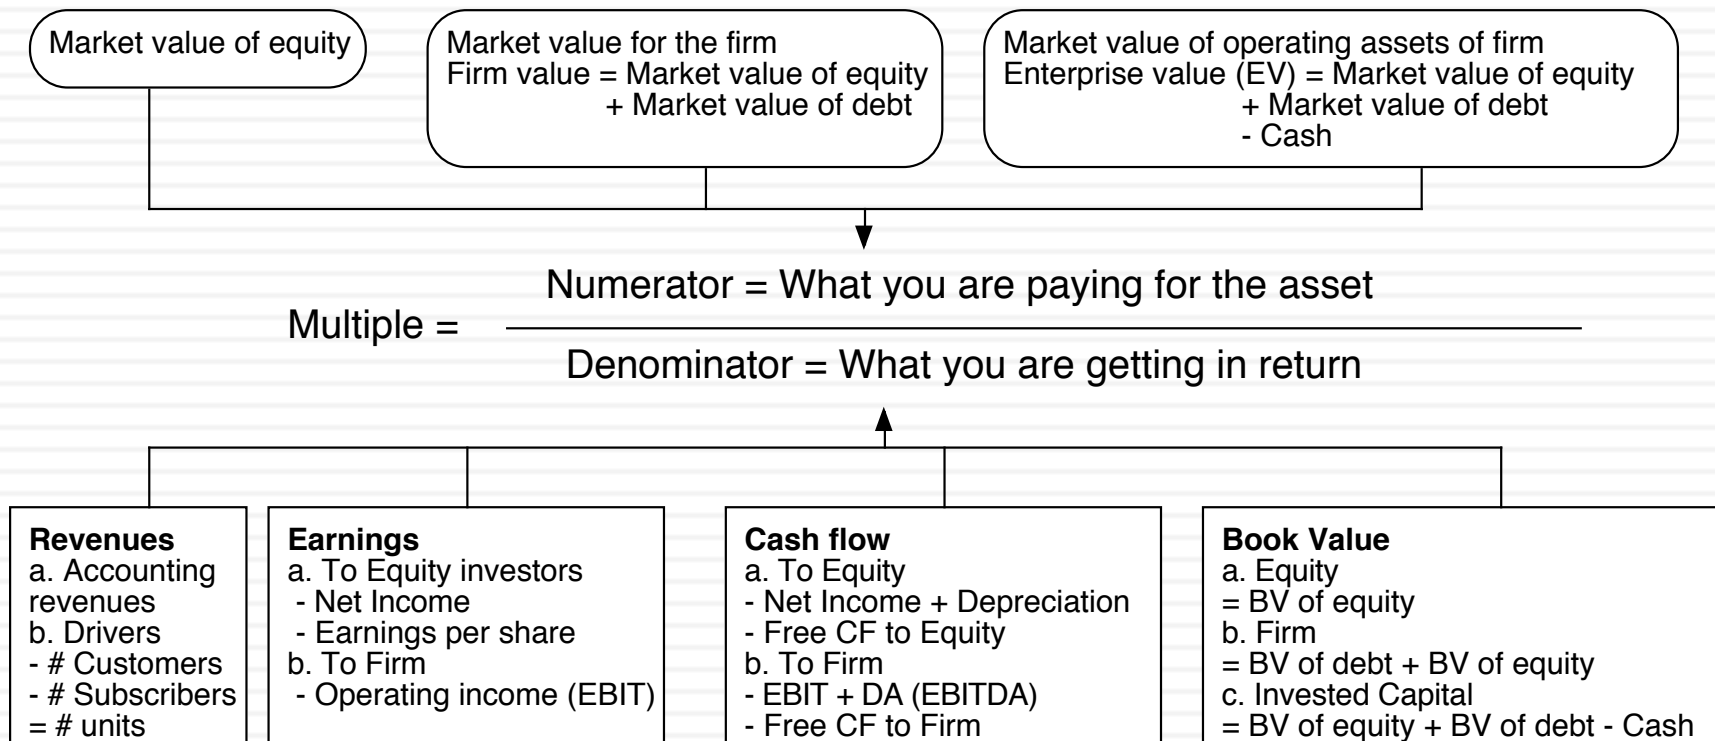 Market value of equity
Market value for the firm
Firm value = Market value of equity
+ Market value of debt
Market value of operating assets of firm
Enterprise value (EV) = Market value of equity
+ Market value of debt
- Cash
Multiple =
Numerator = What you are paying for the asset
Denominator = What you are getting in return
Revenues
a. Accounting
revenues
b. Drivers
- # Customers
- # Subscribers
= # units
Earnings
a. To Equity investors
- Net Income
- Earnings per share
b. To Firm
- Operating income (EBIT)
Cash flow
a. To Equity
- Net Income + Depreciation
- Free CF to Equity
b. To Firm
- EBIT + DA (EBITDA)
- Free CF to Firm
Book Value
a. Equity
= BV of equity
b. Firm
= BV of debt + BV of equity
c. Invested Capital
= BV of equity + BV of debt - Cash